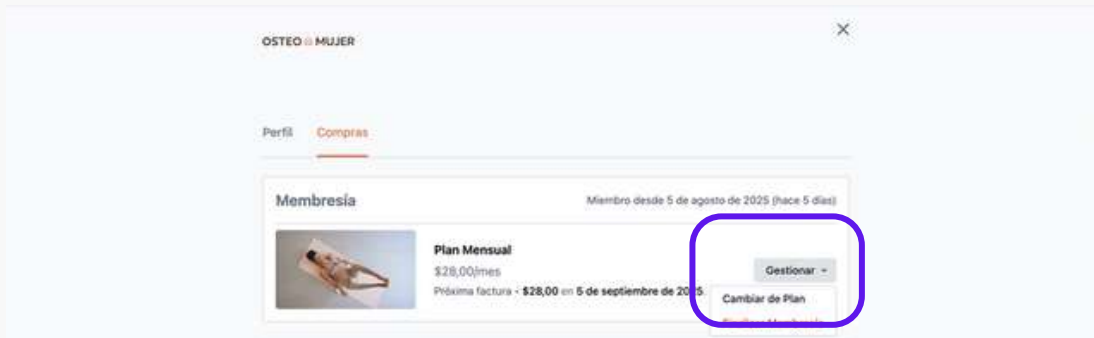 OSTEO MUJER
Perfil Compras
Membresía
Miembro desde 5 de agosto de 2025 (hace 5 días)
Plan Mensual
$28,00/mes
Gestionar
Próxima factura - $28,00 en 5 de septiembre de 2025.
Cambiar de Plan